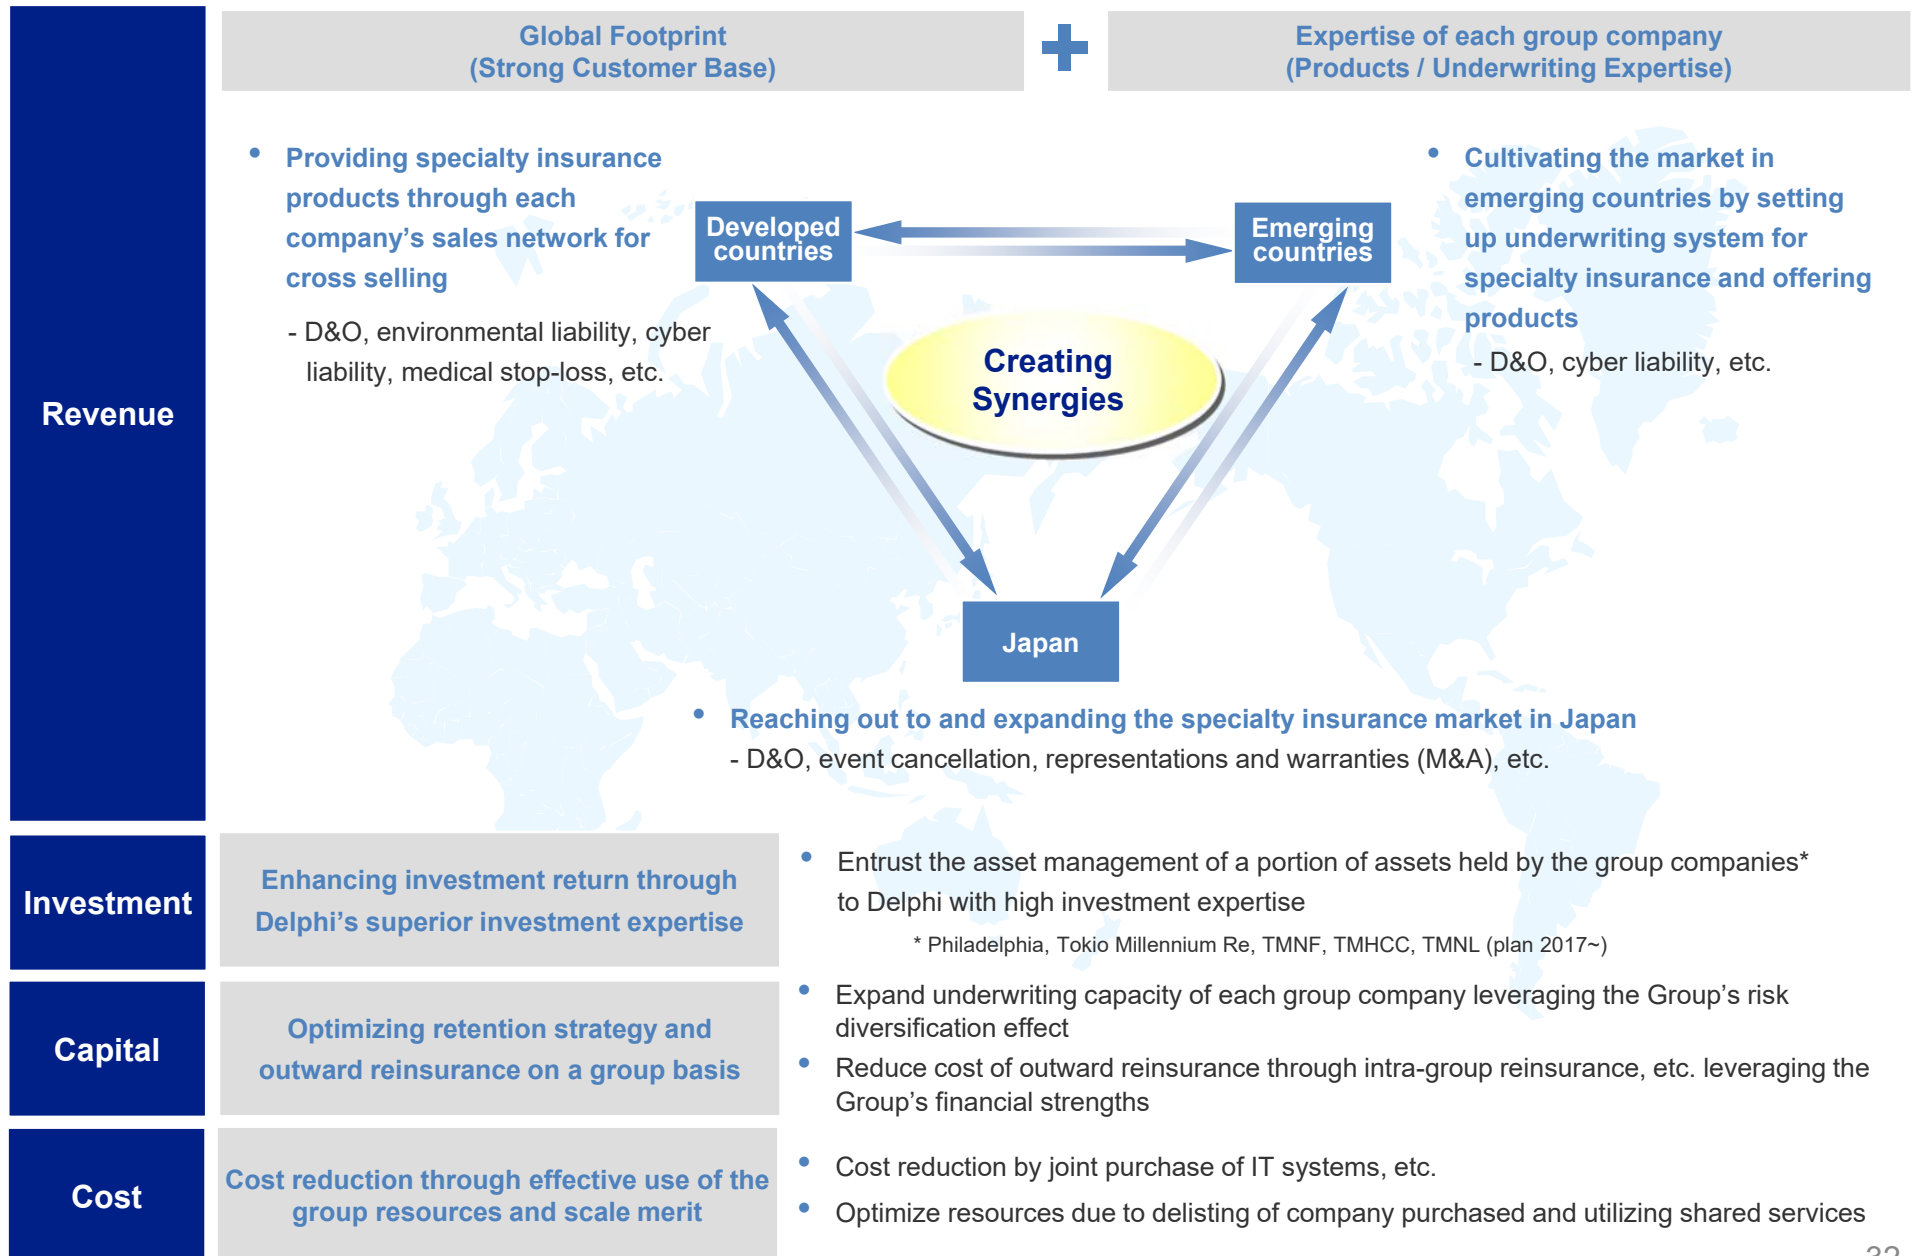 Revenue
Global Footprint
(Strong Customer Base)
Expertise of each group company
(Products / Underwriting Expertise)
• Providing specialty insurance
products through each
company’s sales network for
cross selling
- D&O, environmental liability, cyber
liability, medical stop-loss, etc.
Developed
countries
Emerging
countries
• Cultivating the market in
emerging countries by setting
up underwriting system for
specialty insurance and offering
products
- D&O, cyber liability, etc.
Creating
Synergies
Japan
• Reaching out to and expanding the specialty insurance market in Japan
- D&O, event cancellation, representations and warranties (M&A), etc.
Investment
Enhancing investment return through
Delphi’s superior investment expertise
• Entrust the asset management of a portion of assets held by the group companies*
to Delphi with high investment expertise
* Philadelphia, Tokio Millennium Re, TMNF, TMHCC, TMNL (plan 2017~)
Capital
Optimizing retention strategy and
outward reinsurance on a group basis
• Expand underwriting capacity of each group company leveraging the Group’s risk
diversification effect
• Reduce cost of outward reinsurance through intra-group reinsurance, etc. leveraging the
Group’s financial strengths
Cost
Cost reduction through effective use of the
group resources and scale merit
• Cost reduction by joint purchase of IT systems, etc.
• Optimize resources due to delisting of company purchased and utilizing shared services
32